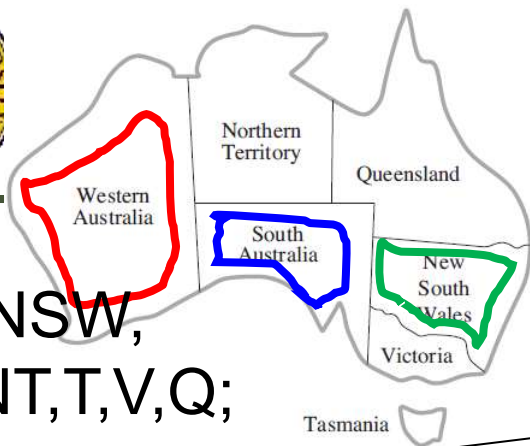 Northern
Territory
Queensland
Western
Australia
South
Australia
New
South
Wales
NSW,
Victoria
NT,T,V,Q;
Tasmania